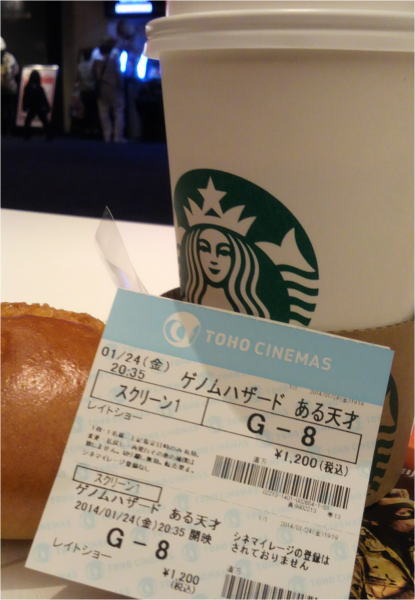 TOHO CINEMAS
01/24(金)
20:35
ゲノムハザード ある天才
スクリーン1
G-8
レイトショー
¥1,200(税込)
スクリーン1
ゲノムハザード ある天才
2014/01/24(金)20:35 開映
G-8
シネマイレージの登録は
されておりません
レイトショー
¥1,200
(税込)